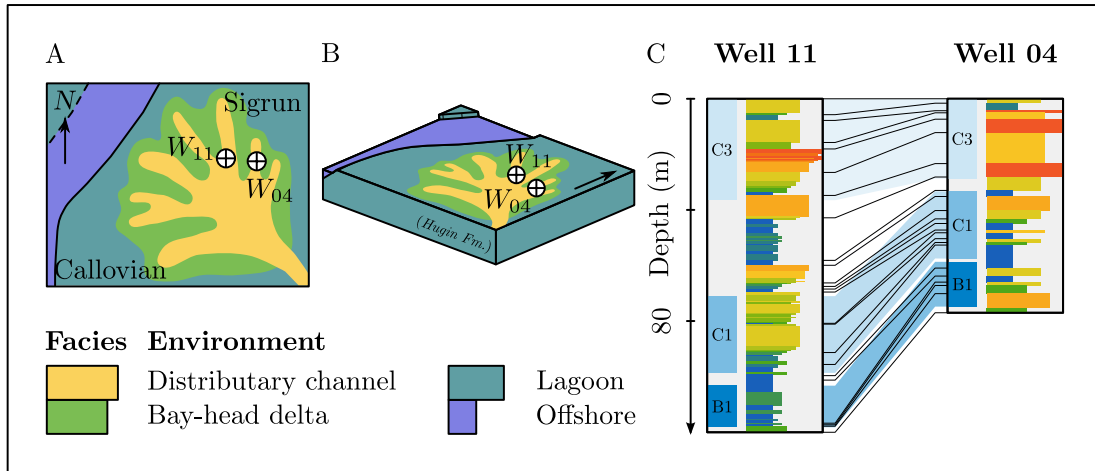 A
N
Sigrun
W11
W04
Callovian
B
W11
W04
(Hugin Fm.)
C
Well 11
Well 04
Depth (m)
0
80
C3
C1
B1
C3
C1
B1
Facies Environment
Distributary channel
Bay-head delta
Lagoon
Offshore